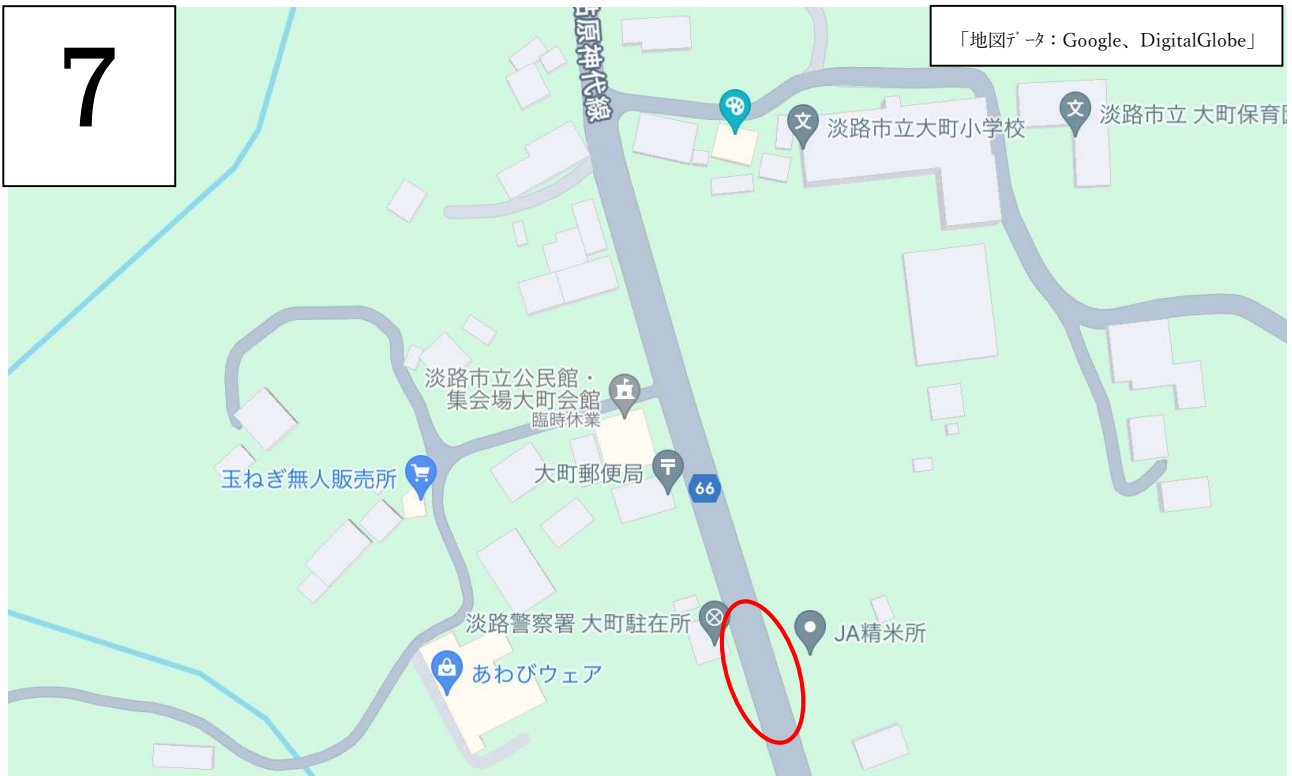 7
「地図ﾃﾞｰﾀ：Google、DigitalGlobe」
原神代線
淡路市立大町小学校
淡路市立 大町保育
淡路市立公民館・
集会場大町会館
臨時休業
玉ねぎ無人販売所
大町郵便局
66
淡路警察署 大町駐在所
JA精米所
あわびウェア
文
文